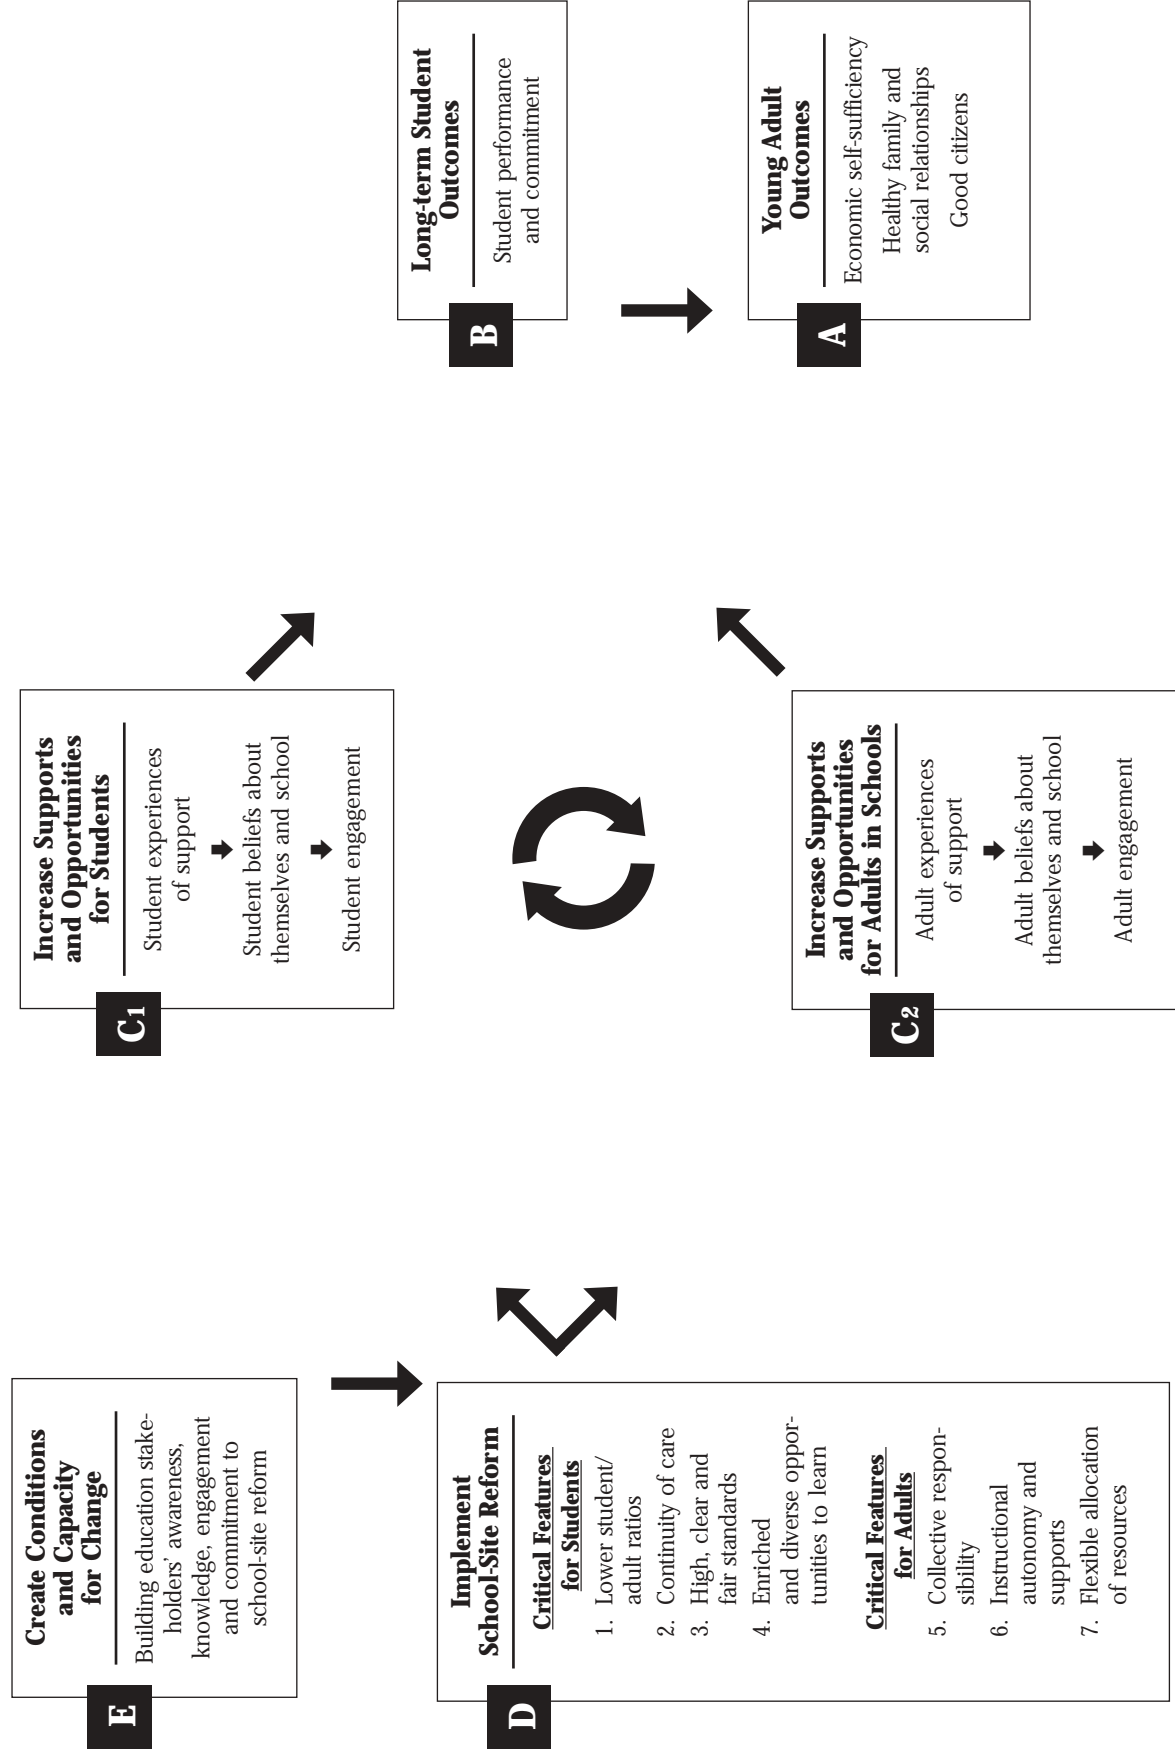 E
Create Conditions
and Capacity
for Change
Building education stake-
holders’ awareness,
knowledge, engagement
and commitment to
school-site reform
D
Implement
School-Site Reform
Critical Features
for Students
1. Lower student/
adult ratios
2. Continuity of care
3. High, clear and
fair standards
4. Enriched
and diverse oppor-
tunities to learn
Critical Features
for Adults
5. Collective respon-
sibility
6. Instructional
autonomy and
supports
7. Flexible allocation
of resources
C1
Increase Supports
and Opportunities
for Students
Student experiences
of support
Student beliefs about
themselves and school
Student engagement
C2
Increase Supports
and Opportunities
for Adults in Schools
Adult experiences
of support
Adult beliefs about
themselves and school
Adult engagement
B
Long-term Student
Outcomes
Student performance
and commitment
A
Young Adult
Outcomes
Economic self-sufficiency
Healthy family and
social relationships
Good citizens